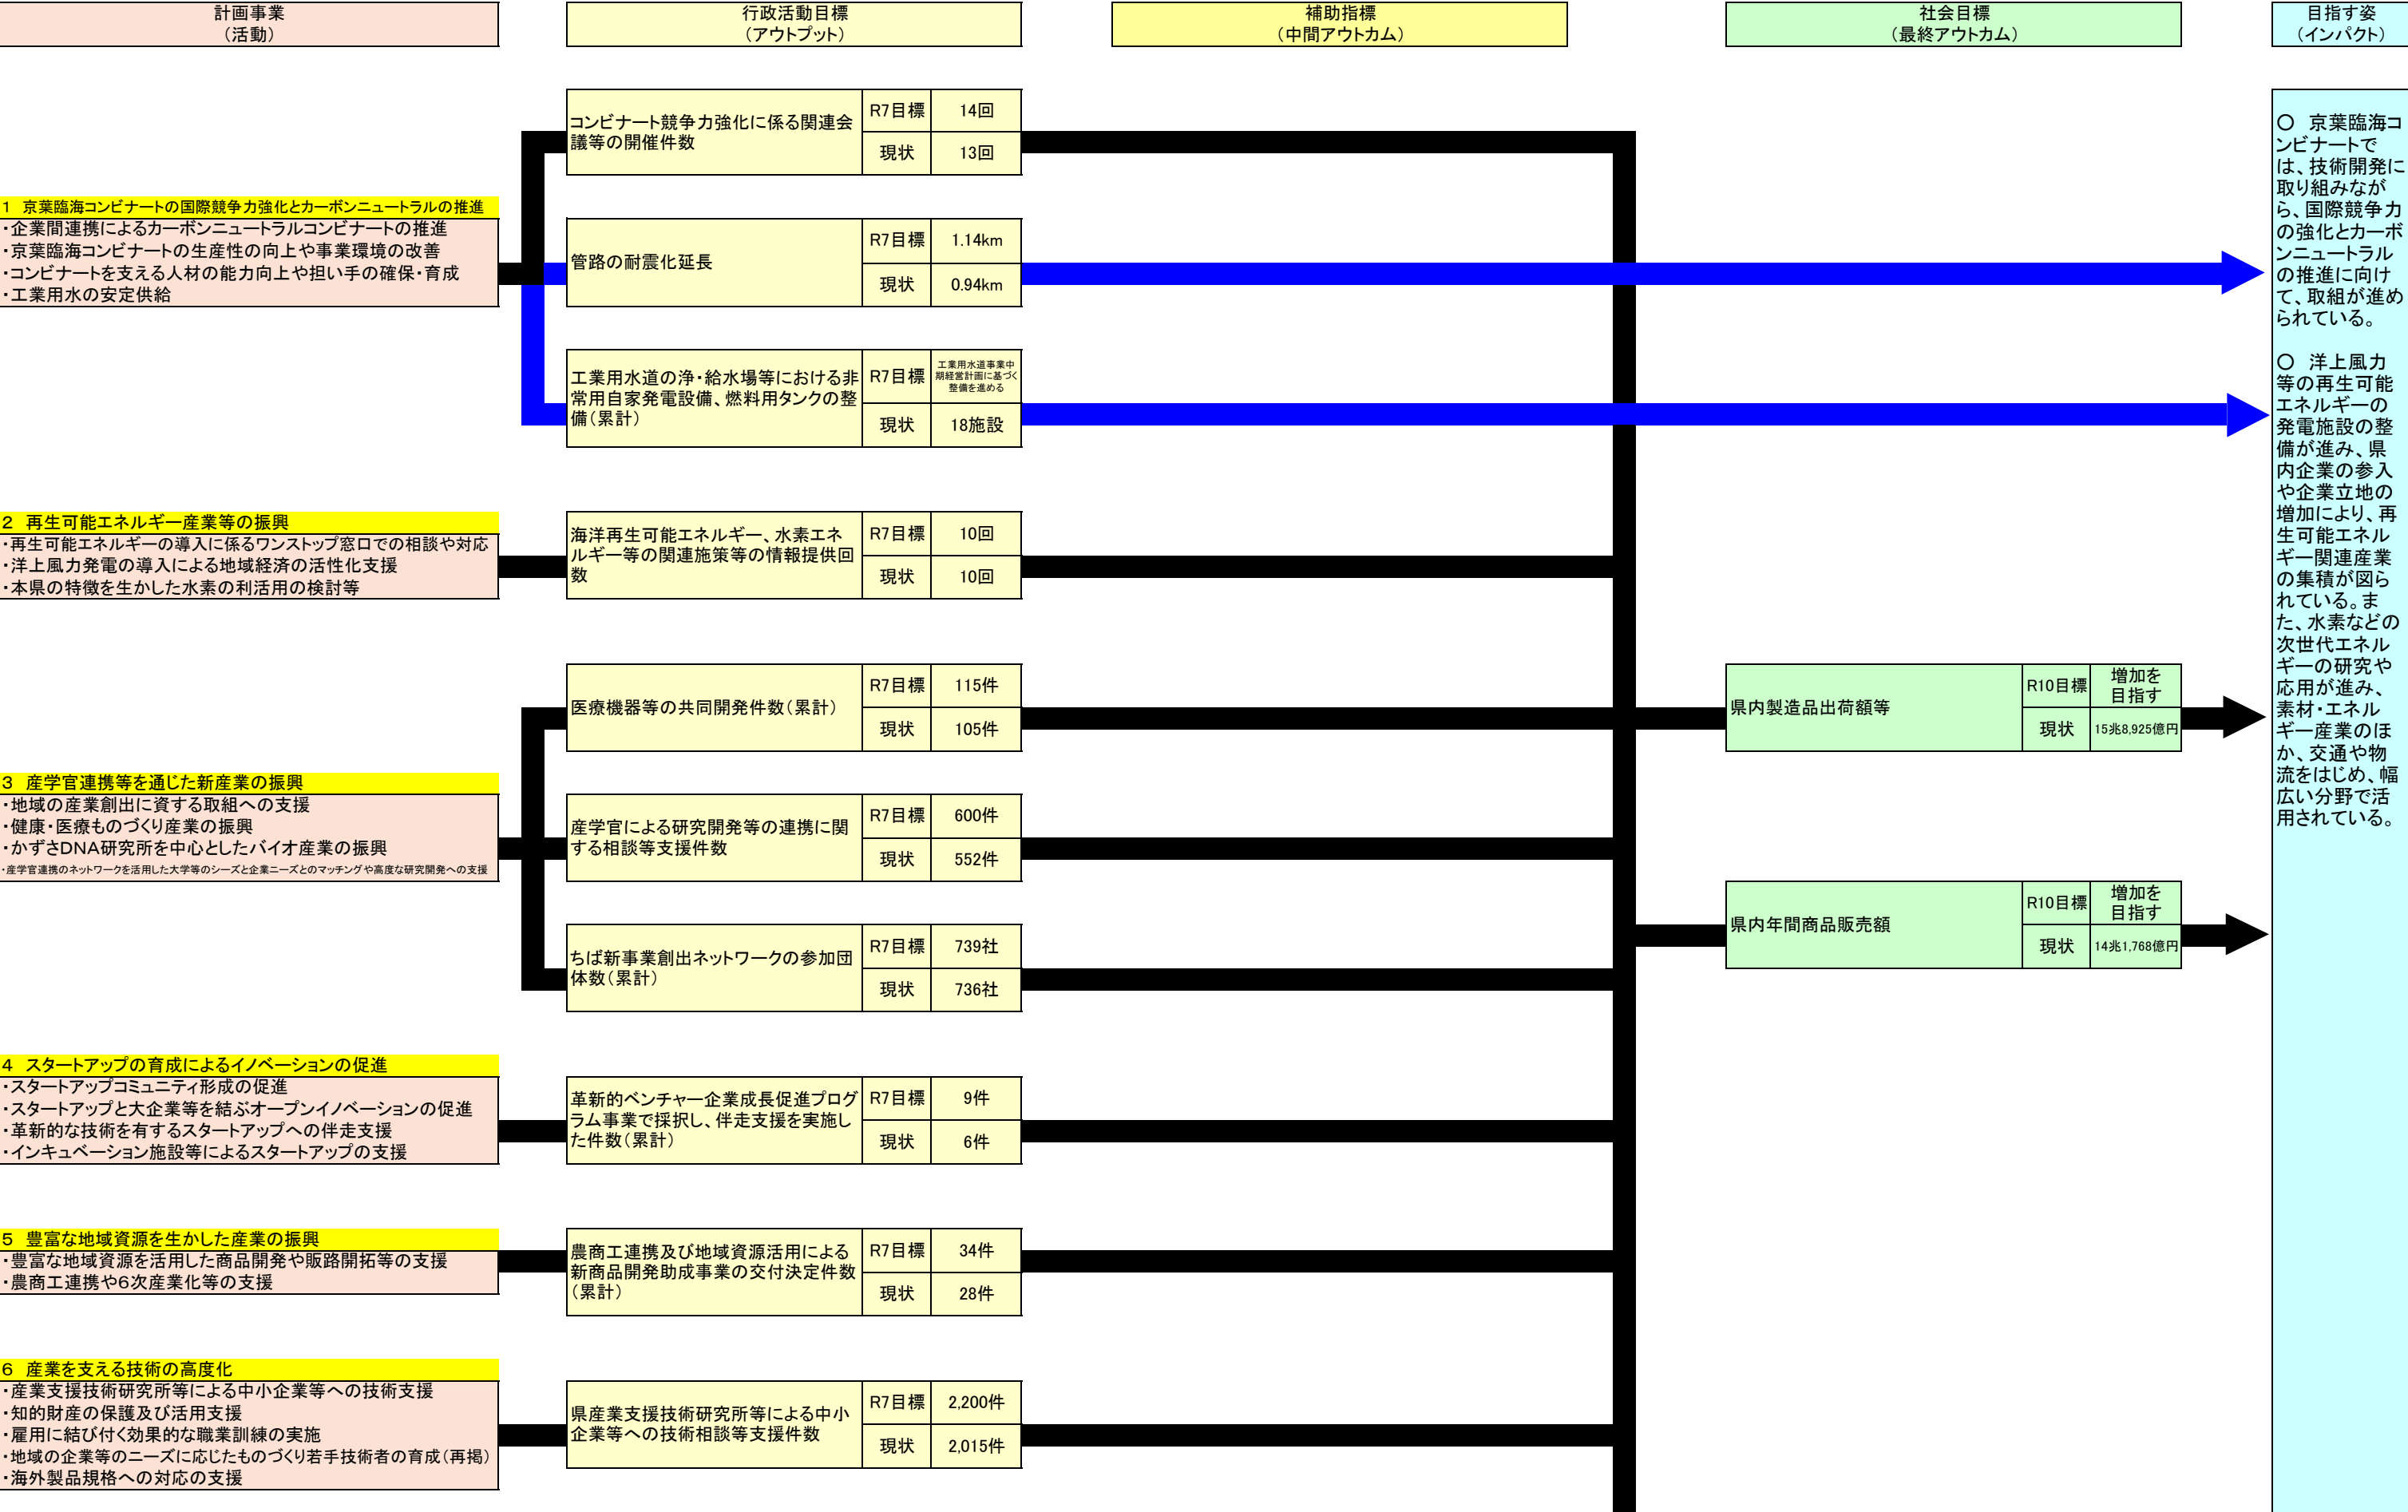 計画事業
（活動）
行政活動目標
（アウトプット）
補助指標
（中間アウトカム）
社会目標
（最終アウトカム）
目指す姿
（インパクト）
1 京葉臨海コンビナートの国際競争力強化とカーボンニュートラルの推進
・企業間連携によるカーボンニュートラルコンビナートの推進
・京葉臨海コンビナートの生産性の向上や事業環境の改善
・コンビナートを支える人材の能力向上や担い手の確保・育成
・工業用水の安定供給
コンビナート競争力強化に係る関連会
議等の開催件数
R7目標
14回
現状
13回
管路の耐震化延長
R7目標
1.14km
現状
0.94km
工業用水道の浄・給水場等における非
常用自家発電設備、燃料用タンクの整
備（累計）
R7目標
工業用水道事業中
期経営計画に基づく
整備を進める
現状
18施設
2 再生可能エネルギー産業等の振興
・再生可能エネルギーの導入に係るワンストップ窓口での相談や対応
・洋上風力発電の導入による地域経済の活性化支援
・本県の特徴を生かした水素の利活用の検討等
海洋再生可能エネルギー、水素エネ
ルギー等の関連施策等の情報提供回
数
R7目標
10回
現状
10回
3 産学官連携等を通じた新産業の振興
・地域の産業創出に資する取組への支援
・健康・医療ものづくり産業の振興
・かずさDNA研究所を中心としたバイオ産業の振興
・産学官連携のネットワークを活用した大学等のシーズと企業ニーズとのマッチングや高度な研究開発への支援
医療機器等の共同開発件数（累計）
R7目標
115件
現状
105件
産学官による研究開発等の連携に関
する相談等支援件数
R7目標
600件
現状
552件
ちば新事業創出ネットワークの参加団
体数（累計）
R7目標
739社
現状
736社
4 スタートアップの育成によるイノベーションの促進
・スタートアップコミュニティ形成の促進
・スタートアップと大企業等を結ぶオープンイノベーションの促進
・革新的な技術を有するスタートアップへの伴走支援
・インキュベーション施設等によるスタートアップの支援
革新的ベンチャー企業成長促進プログ
ラム事業で採択し、伴走支援を実施し
た件数（累計）
R7目標
9件
現状
6件
5 豊富な地域資源を生かした産業の振興
・豊富な地域資源を活用した商品開発や販路開拓等の支援
・農商工連携や6次産業化等の支援
農商工連携及び地域資源活用による
新商品開発助成事業の交付決定件数
（累計）
R7目標
34件
現状
28件
6 産業を支える技術の高度化
・産業支援技術研究所等による中小企業等への技術支援
・知的財産の保護及び活用支援
・雇用に結び付く効果的な職業訓練の実施
・地域の企業等のニーズに応じたものづくり若手技術者の育成（再掲）
・海外製品規格への対応の支援
県産業支援技術研究所等による中小
企業等への技術相談等支援件数
R7目標
2,200件
現状
2,015件
県内製造品出荷額等
R10目標
増加を
目指す
現状
15兆8,925億円
県内年間商品販売額
R10目標
増加を
目指す
現状
14兆1,768億円
○ 京葉臨海コ
ンビナートで
は、技術開発に
取り組みなが
ら、国際競争力
の強化とカーボ
ンニュートラル
の推進に向け
て、取組が進め
られている。
○ 洋上風力
等の再生可能
エネルギーの
発電施設の整
備が進み、県
内企業の参入
や企業立地の
増加により、再
生可能エネル
ギー関連産業
の集積が図ら
れている。ま
た、水素などの
次世代エネル
ギーの研究や
応用が進み、
素材・エネル
ギー産業のほ
か、交通や物
流をはじめ、幅
広い分野で活
用されている。